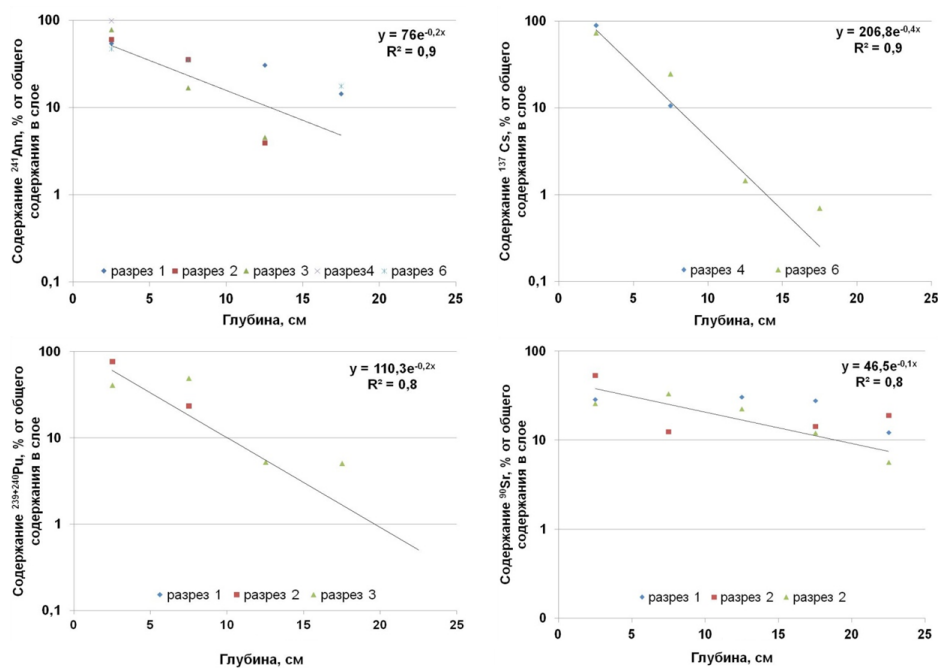 Содержание ²⁴¹Am, % от общего
содержания в слое
100
10
1
0,1
y = 76e^-0,2x
R² = 0,9
разрез 1 разрез 2 разрез 3 разрез4 разрез 6
0 5 10 15 20 25
Глубина, см
Содержание ¹³⁷ Cs, % от общего
содержания в слое
100
10
1
0,1
y = 206,8e^-0,4x
R² = 0,9
разрез 4 разрез 6
0 5 10 15 20 25
Глубина, см
Содержание ²³⁹⁺²⁴⁰Pu, % от общего
содержания в слое
100
10
1
0,1
y = 110,3e^-0,2x
R² = 0,8
разрез 1 разрез 2 разрез 3
0 5 10 15 20 25
Глубина, см
Содержание ⁹⁰Sr, % от общего
содержания в слое
100
10
1
0
y = 46,5e^-0,1x
R² = 0,8
разрез 1 разрез 2 разрез 2
0 5 10 15 20 25
Глубина, см